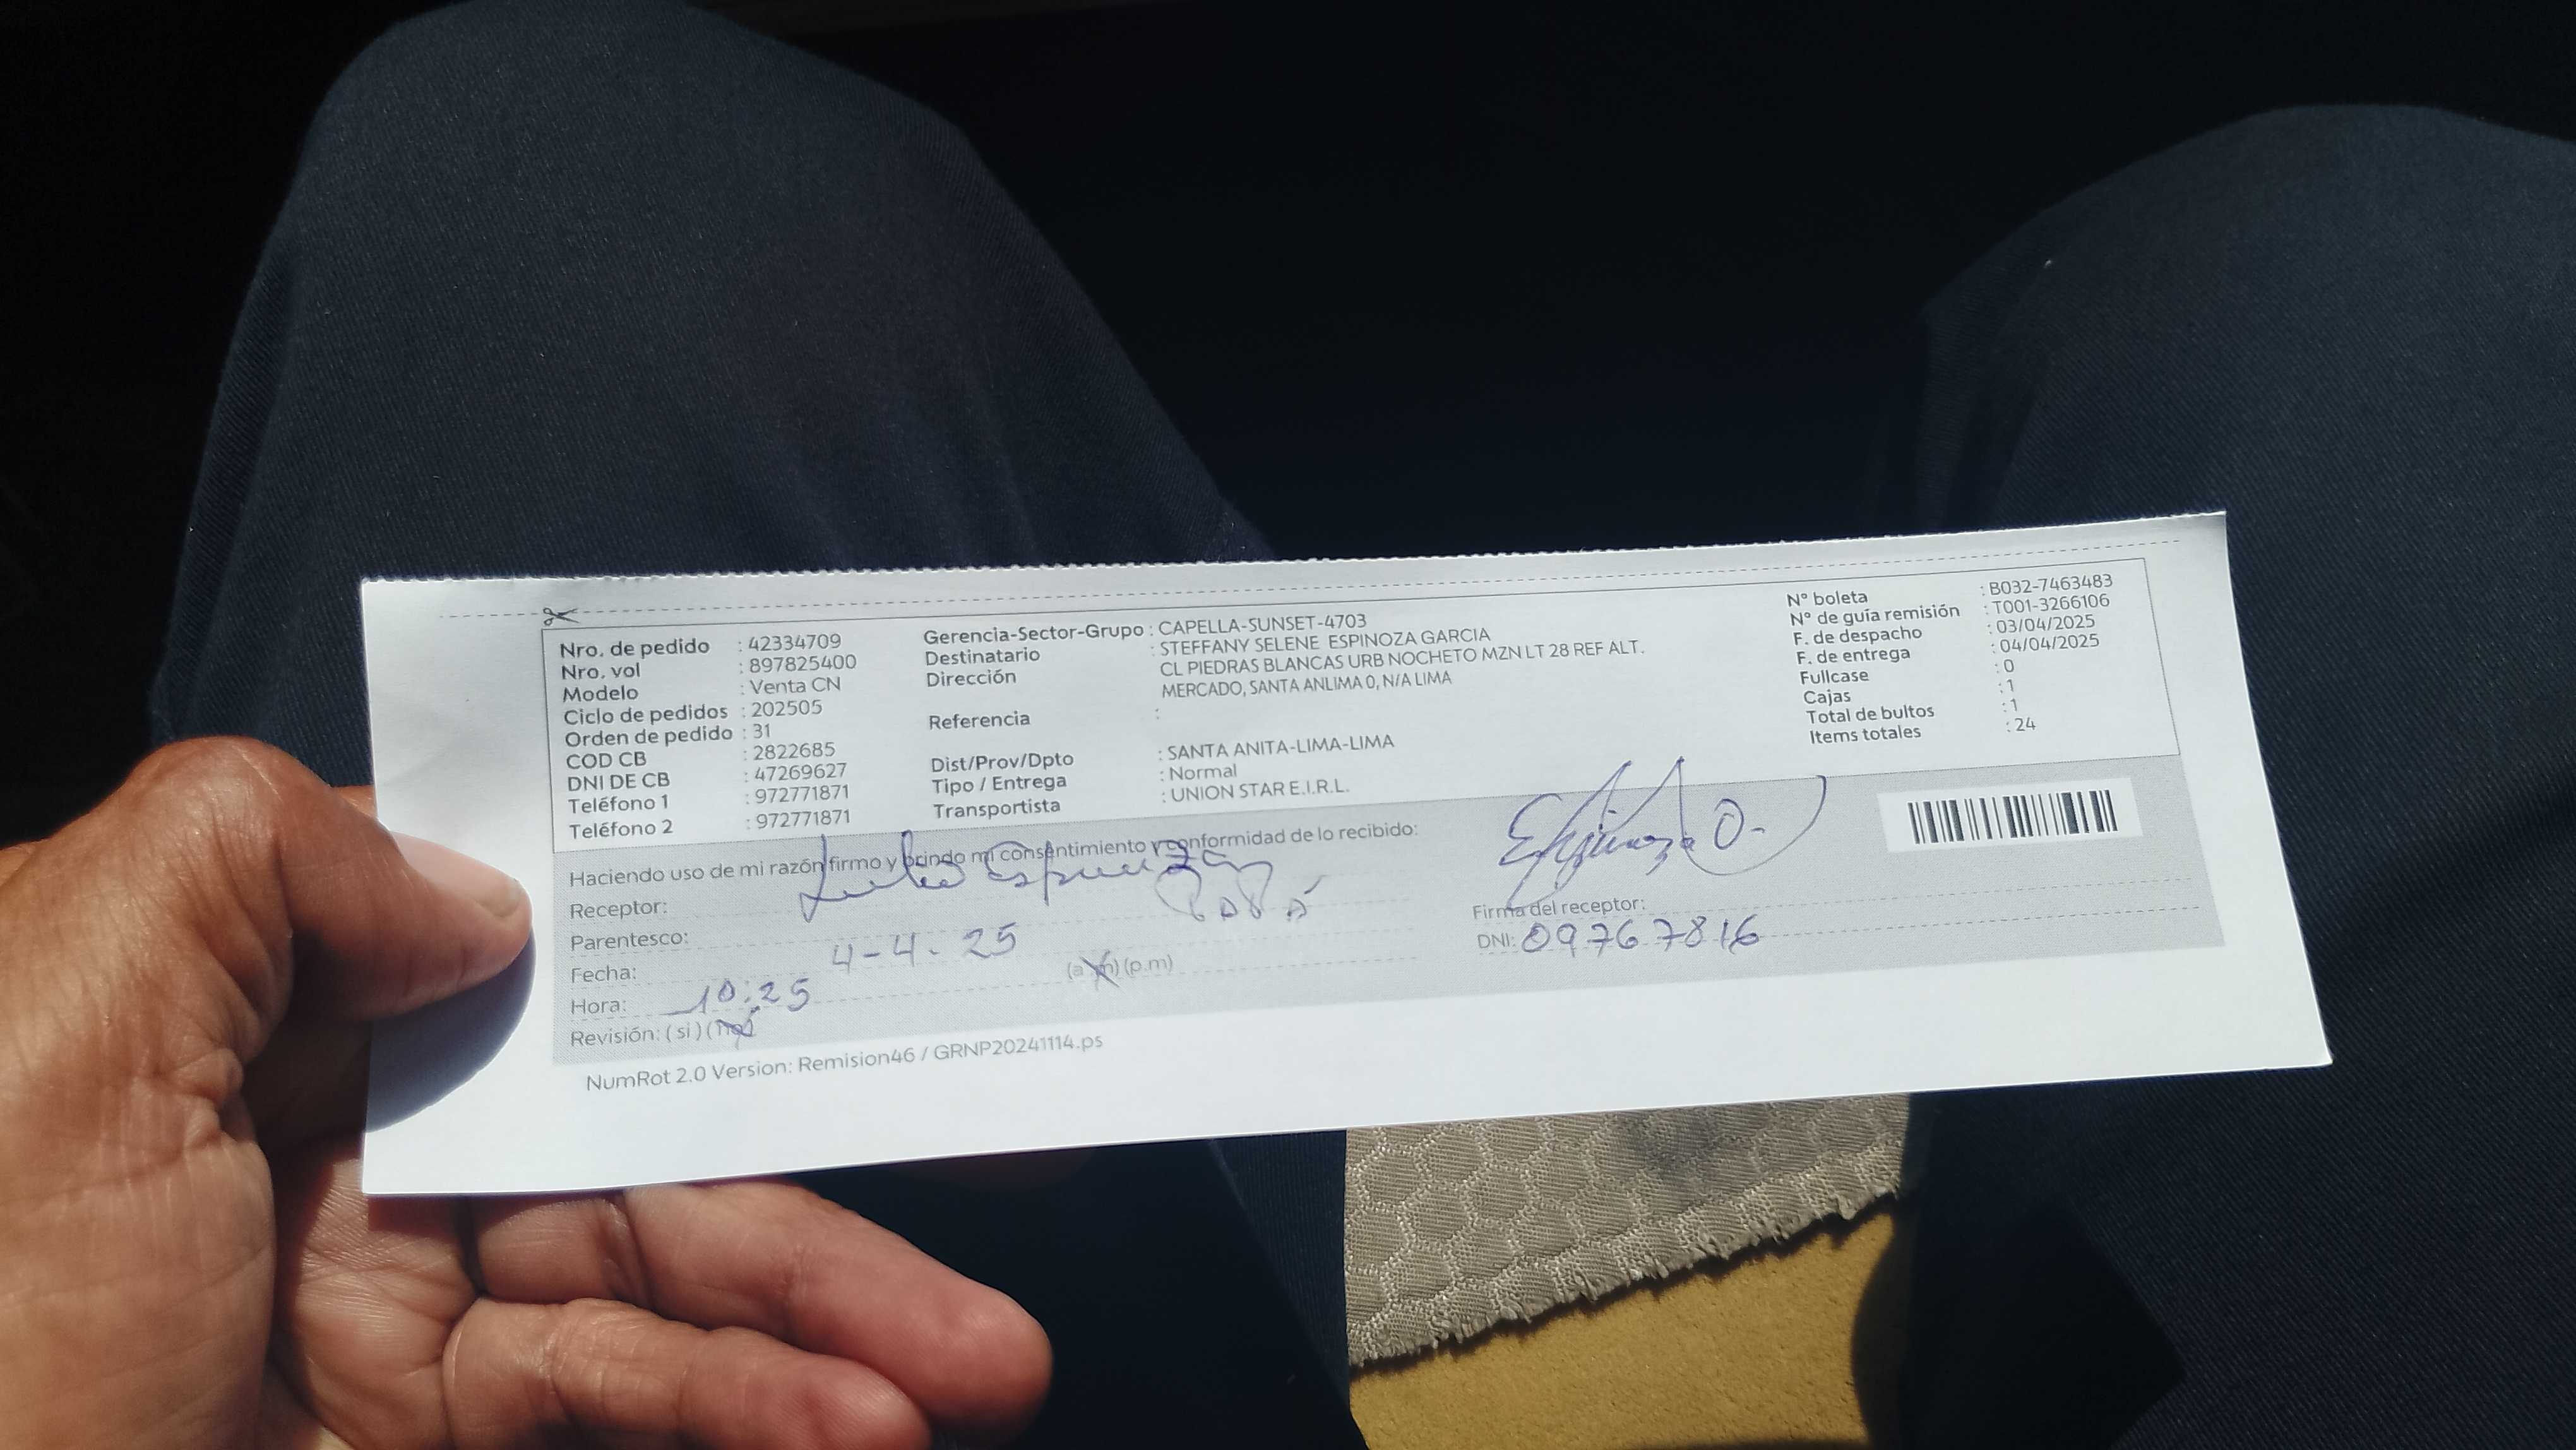 Nro. de pedido : 42334709
Nro. vol : 897825400
Modelo : Venta CN
Ciclo de pedidos : 202505
Orden de pedido : 31
COD CB : 2822685
DNI DE CB : 47269627
Teléfono 1 : 972771871
Teléfono 2 : 972771871
Gerencia-Sector-Grupo : CAPELLA-SUNSET-4703
Destinatario : STEFFANY SELENE ESPINOZA GARCIA
Dirección CL PIEDRAS BLANCAS URB NOCHETO MZN LT 28 REF ALT.
MERCADO, SANTA ANLIMA 0, N/A LIMA
Referencia :
Dist/Prov/Dpto : SANTA ANITA-LIMA-LIMA
Tipo / Entrega : Normal
Transportista : UNION STAR E.I.R.L.
N° boleta : B032-7463483
N° de guía remisión : T001-3266106
F. de despacho : 03/04/2025
F. de entrega : 04/04/2025
Fullcase : 0
Cajas : 1
Total de bultos : 1
Items totales : 24
Haciendo uso de mi razón firmo y brindo mi consentimiento y conformidad de lo recibido:
Receptor: Espinoza
Parentesco: PAPÁ
Fecha: 4-4-25
Hora: 10:25 (a.m) (p.m)
Revisión: (si) (no)
Espinoza O.
Firma del receptor:
DNI: 09767816
NumRot 2.0 Version: Remision46 / GRNP20241114.ps